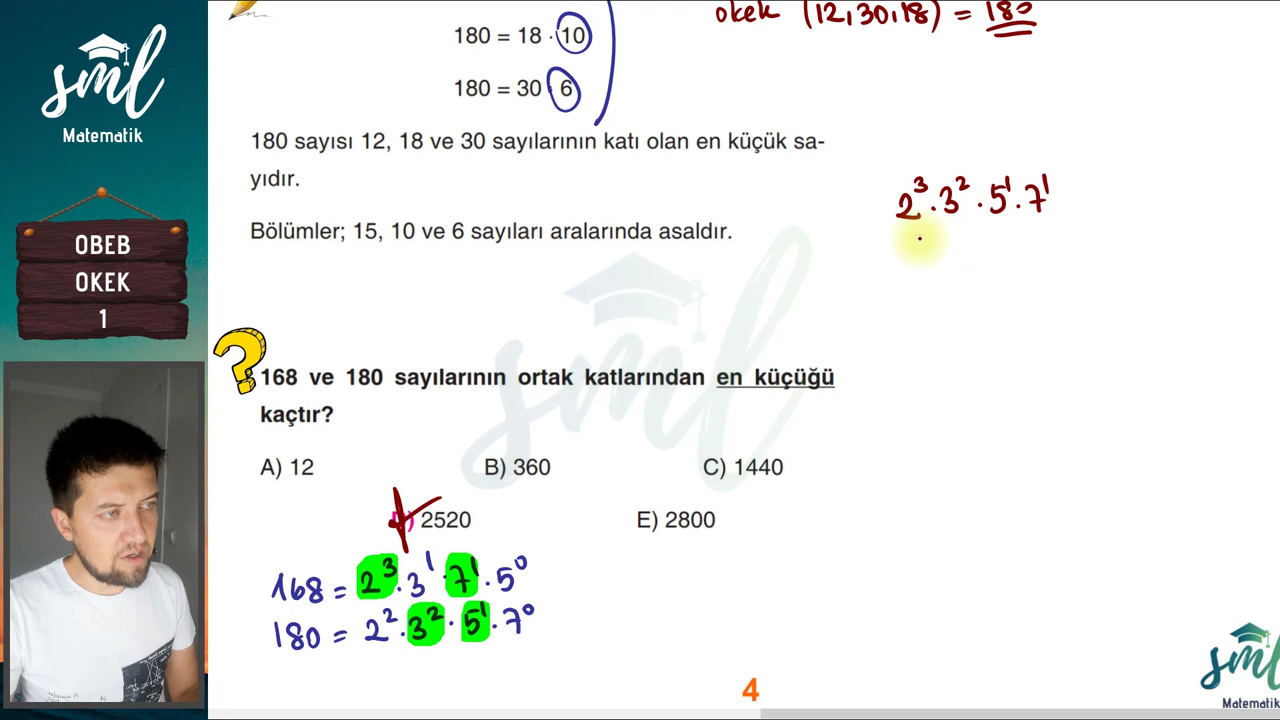 sml
Matematik
OBEB
OKEK
1
180 = 18 · 10
180 = 30 · 6
okek (12,30,18) = 180
180 sayısı 12, 18 ve 30 sayılarının katı olan en küçük sa-
yıdır.
Bölümler; 15, 10 ve 6 sayıları aralarında asaldır.
2³ · 3² · 5¹ · 7¹
168 ve 180 sayılarının ortak katlarından en küçüğü
kaçtır?
A) 12 B) 360 C) 1440
D) 2520 E) 2800
168 = 2³ · 3¹ · 7¹ · 5⁰
180 = 2² · 3² · 5¹ · 7⁰
4
sml
Matematik